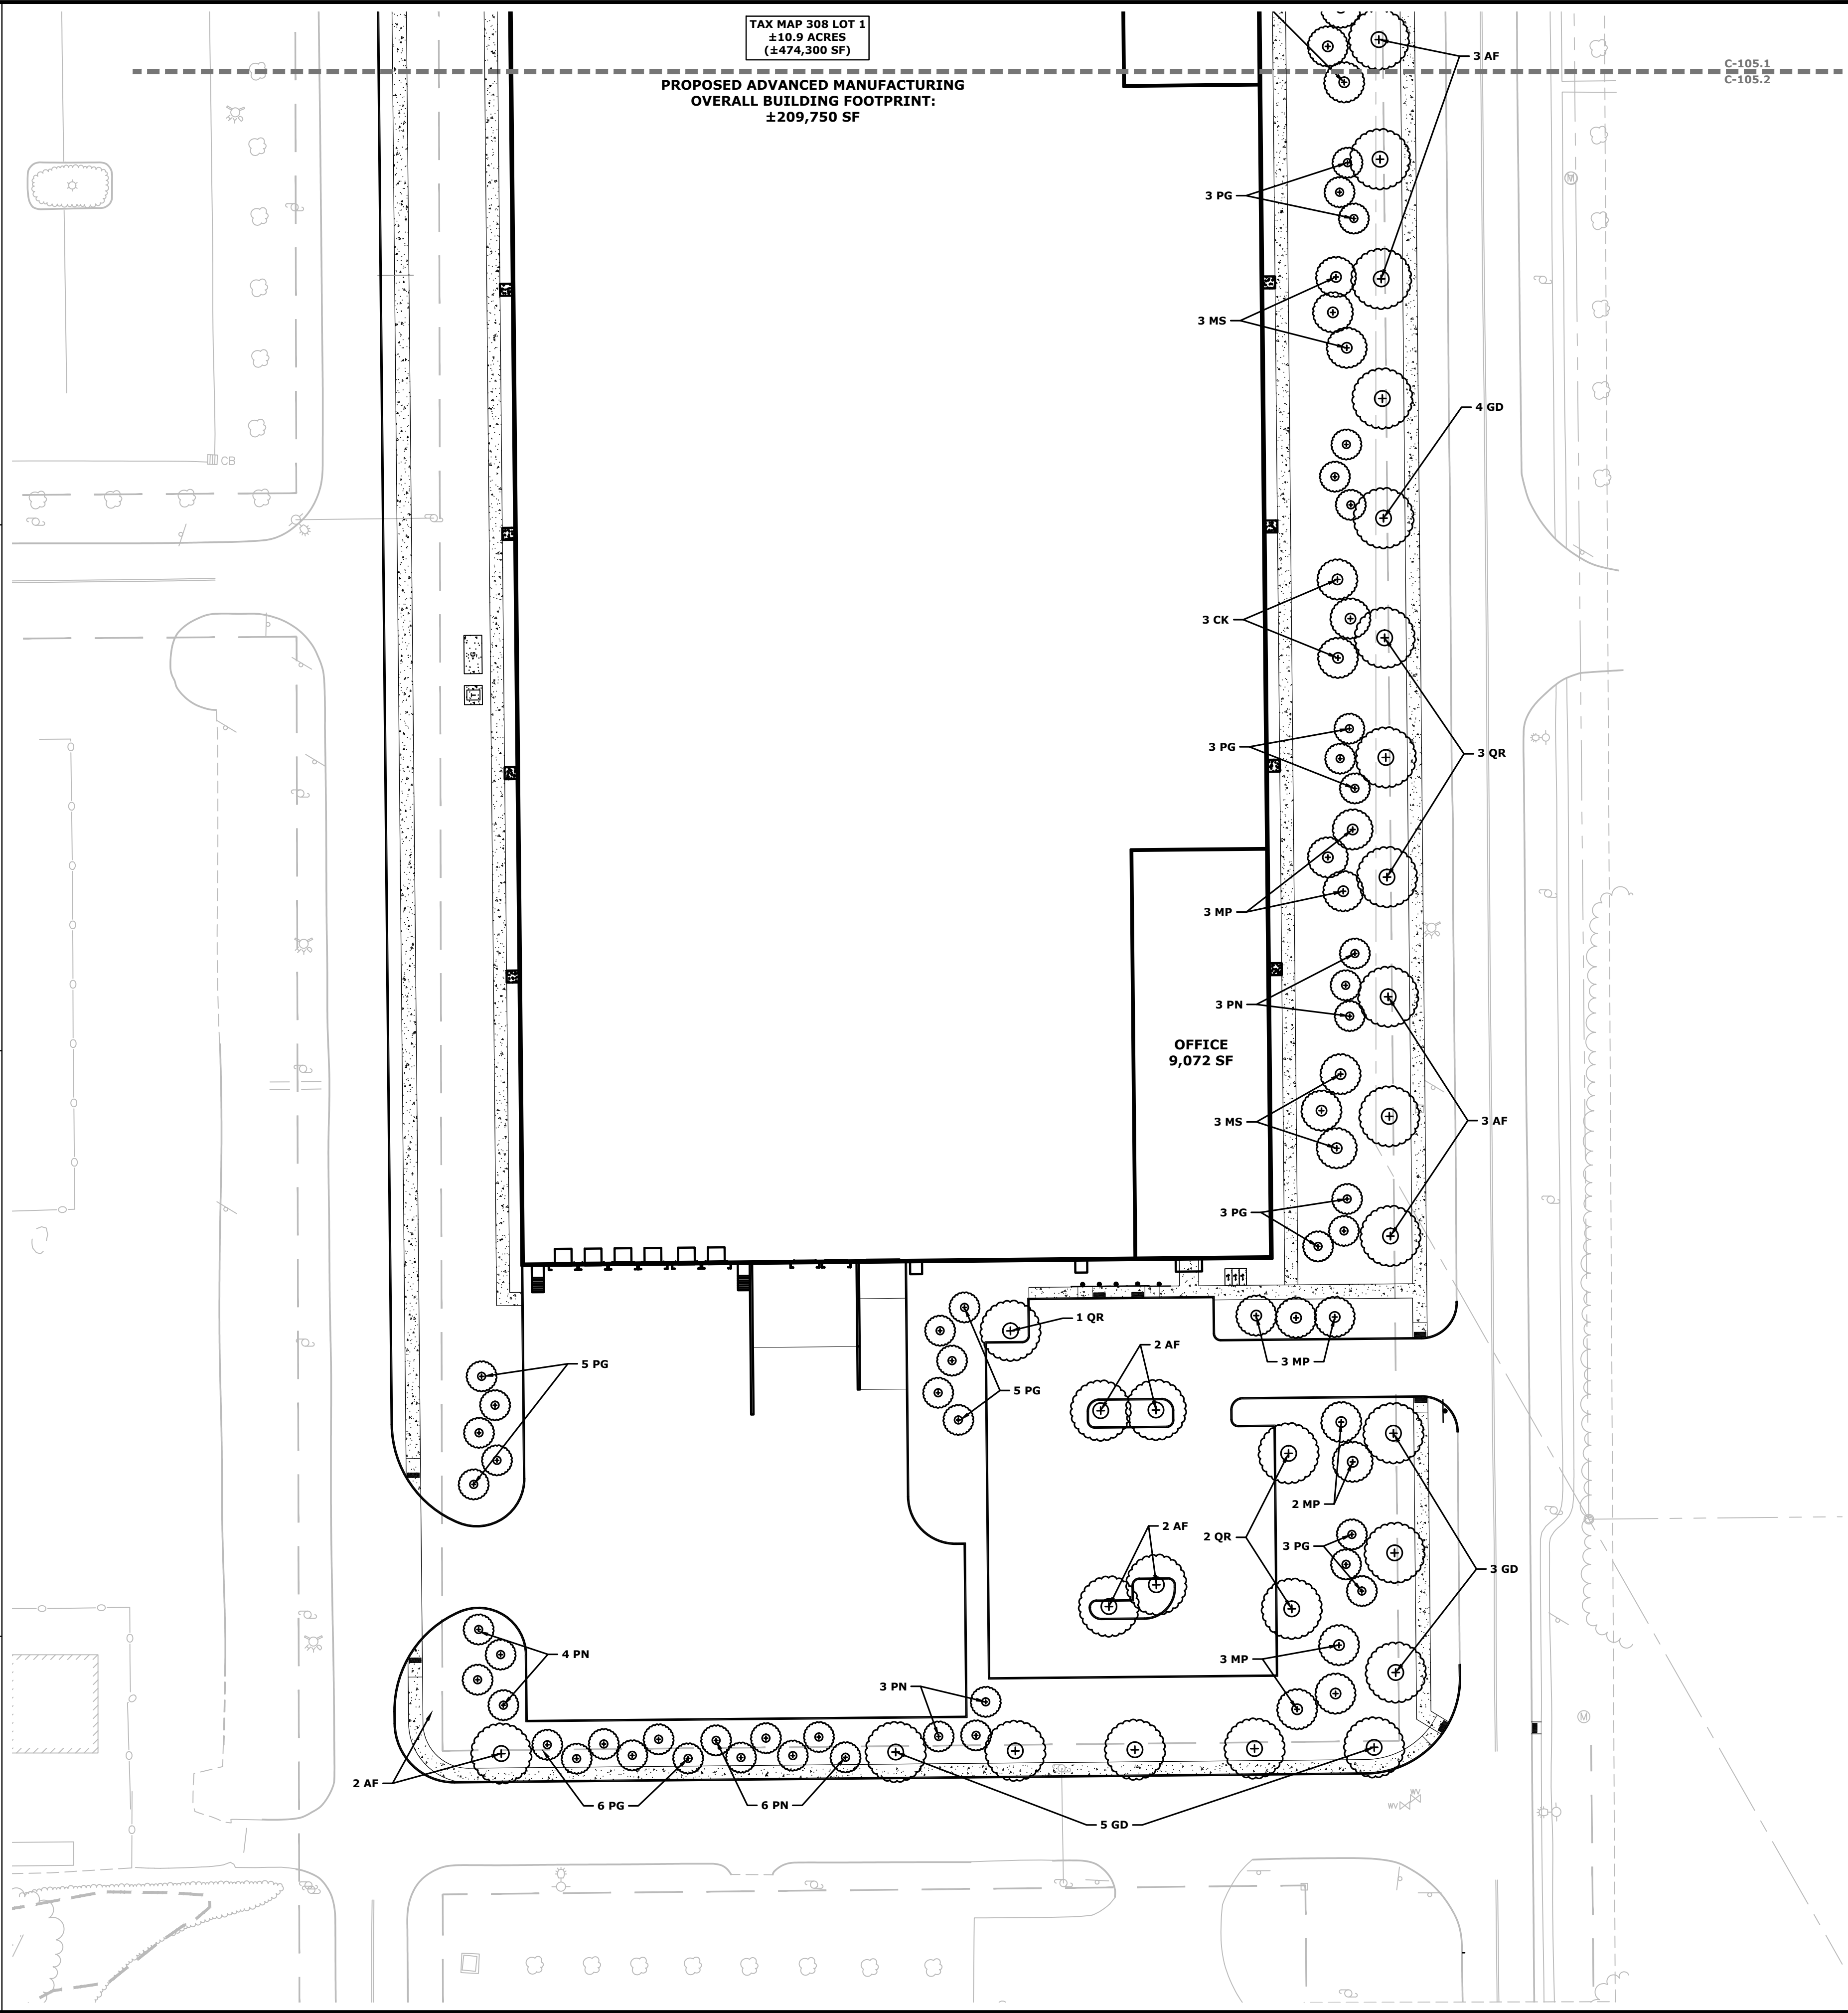 TAX MAP 308 LOT 1
±10.9 ACRES
(±474,300 SF)
3 AF
C-105.1
C-105.2
PROPOSED ADVANCED MANUFACTURING
OVERALL BUILDING FOOTPRINT:
±209,750 SF
3 PG
3 MS
4 GD
CB
3 CK
G
T
3 PG
3 QR
3 MP
3 PN
OFFICE
9,072 SF
3 MS
3 AF
3 PG
1 QR
2 AF
3 MP
5 PG
5 PG
2 MP
2 AF
2 QR
3 PG
3 GD
4 PN
3 MP
3 PN
M
2 AF
6 PG
6 PN
5 GD
WV
WV